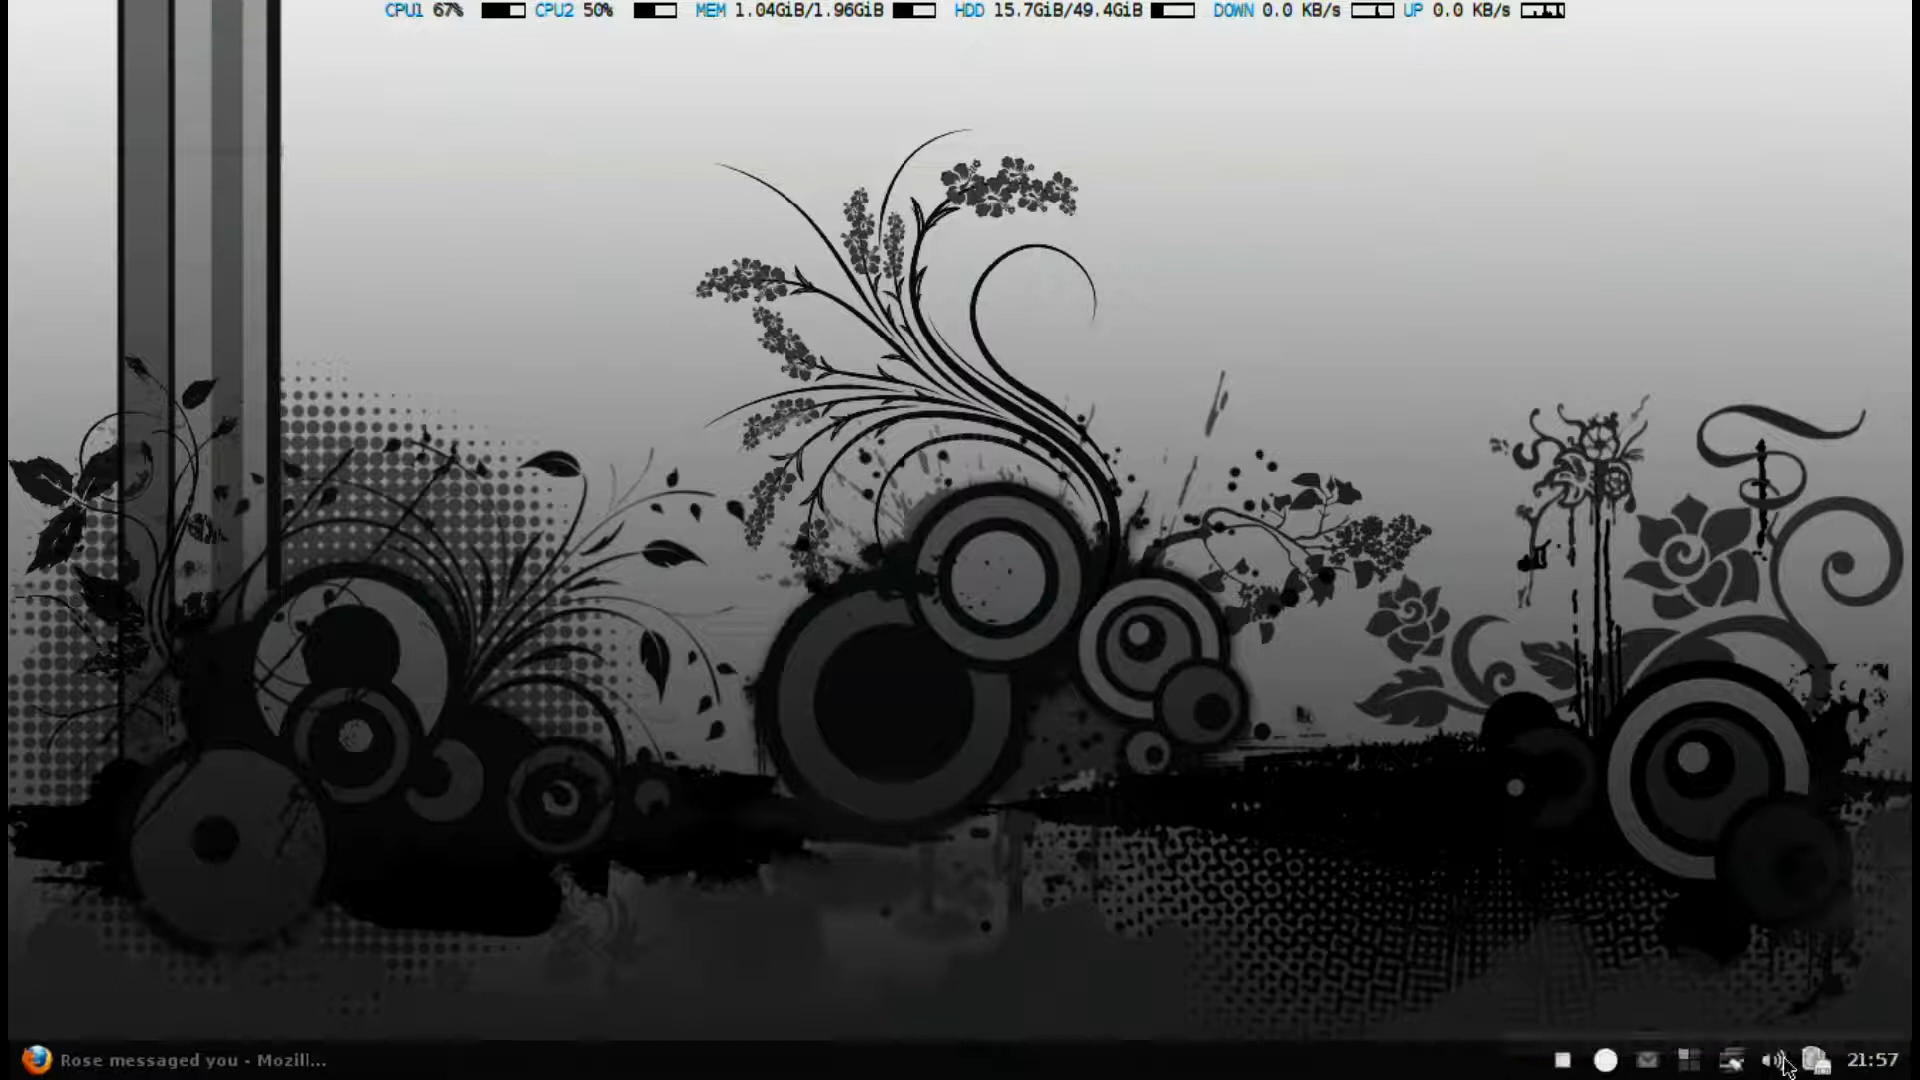 CPU1 67% CPU2 50% MEM 1.04GiB/1.96GiB HDD 15.7GiB/49.4GiB DOWN 0.0 KB/s UP 0.0 KB/s
Rose messaged you - Mozill... 21:57